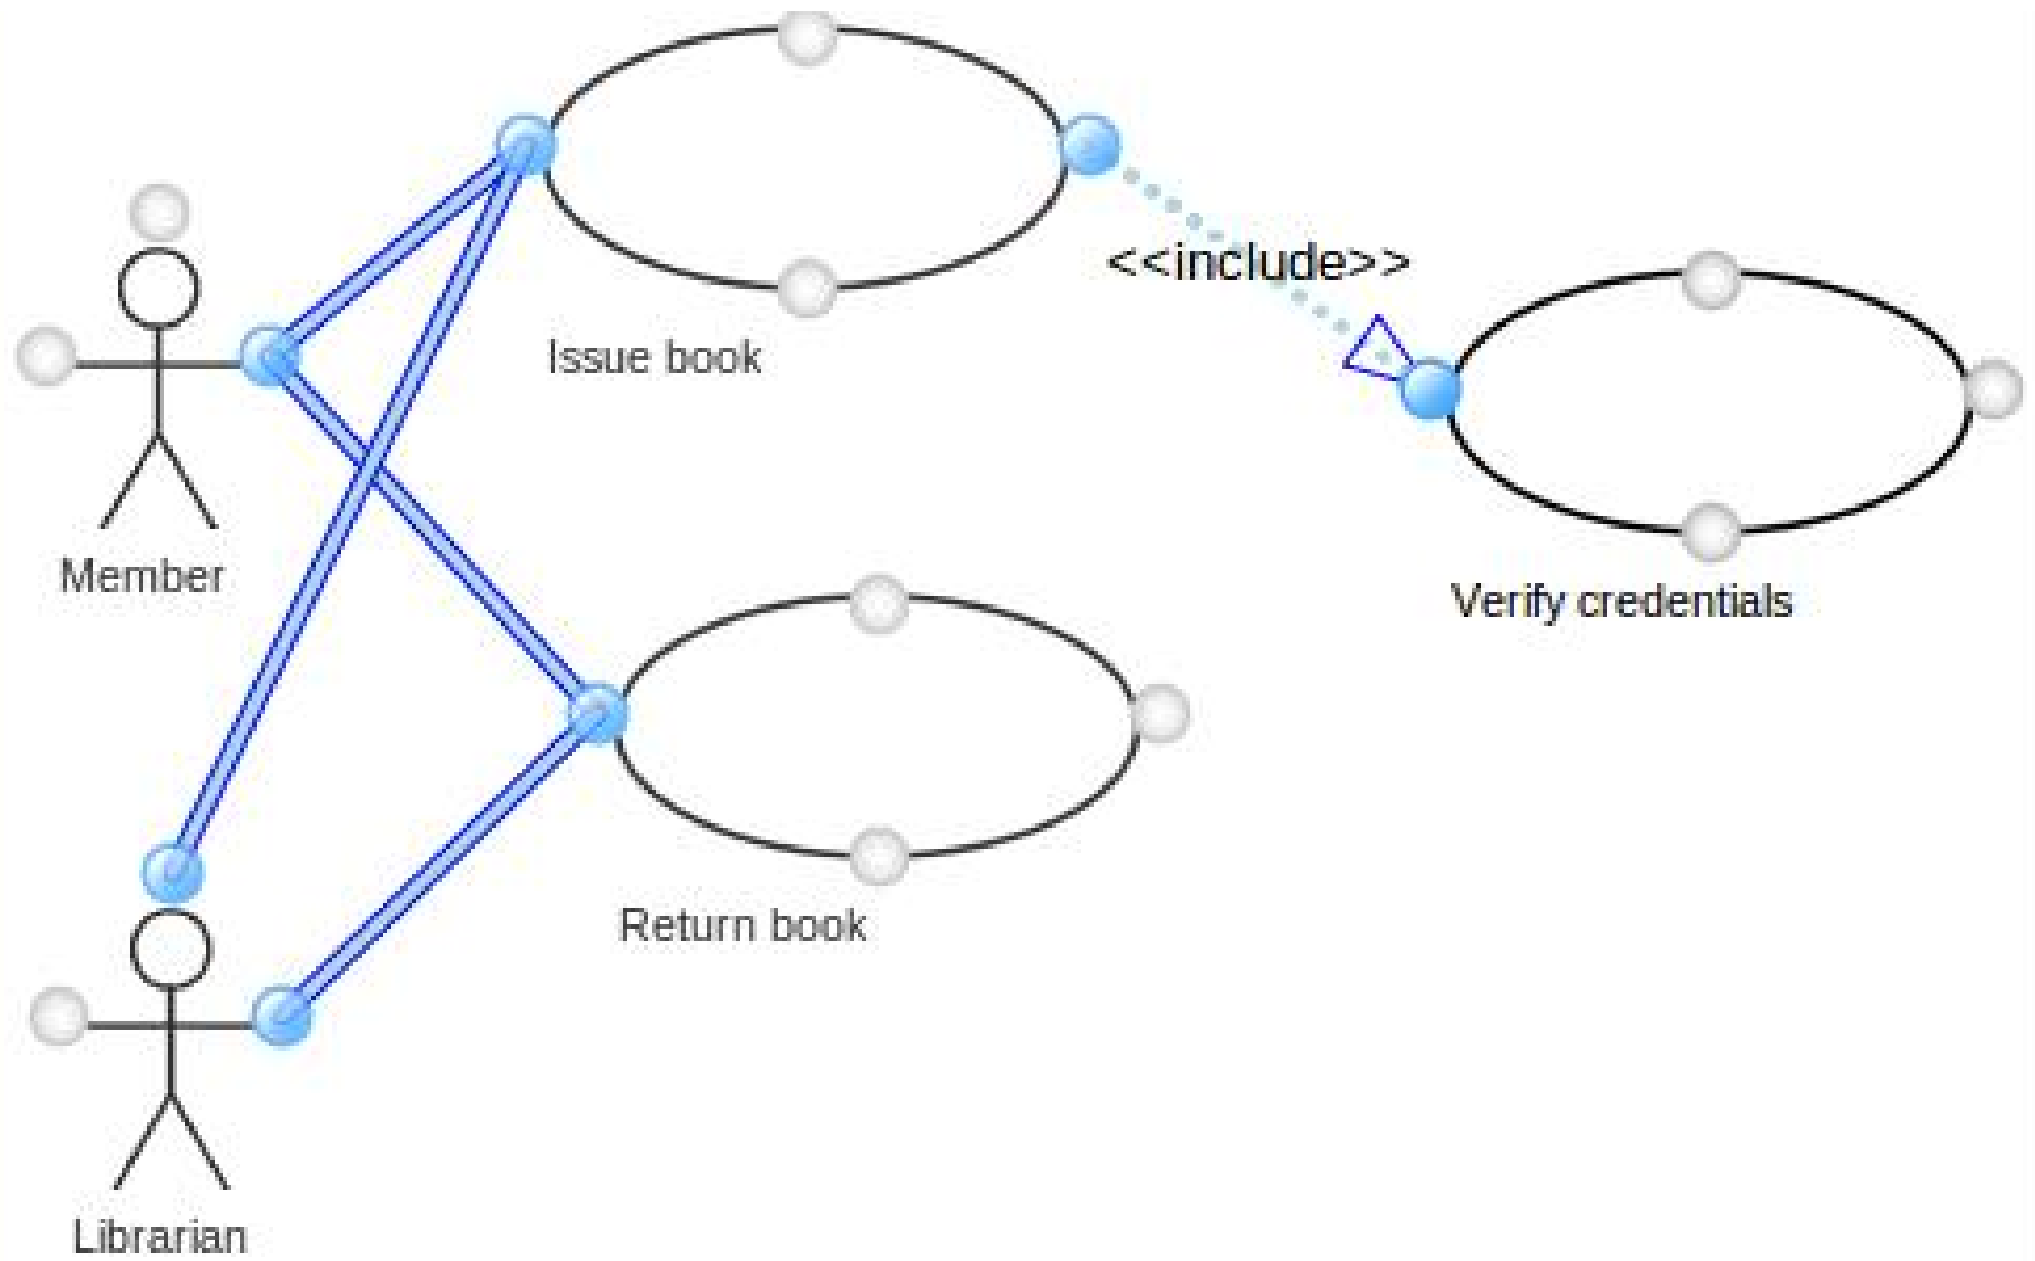 <<include>>
Issue book
Member
Verify credentials
Return book
Librarian